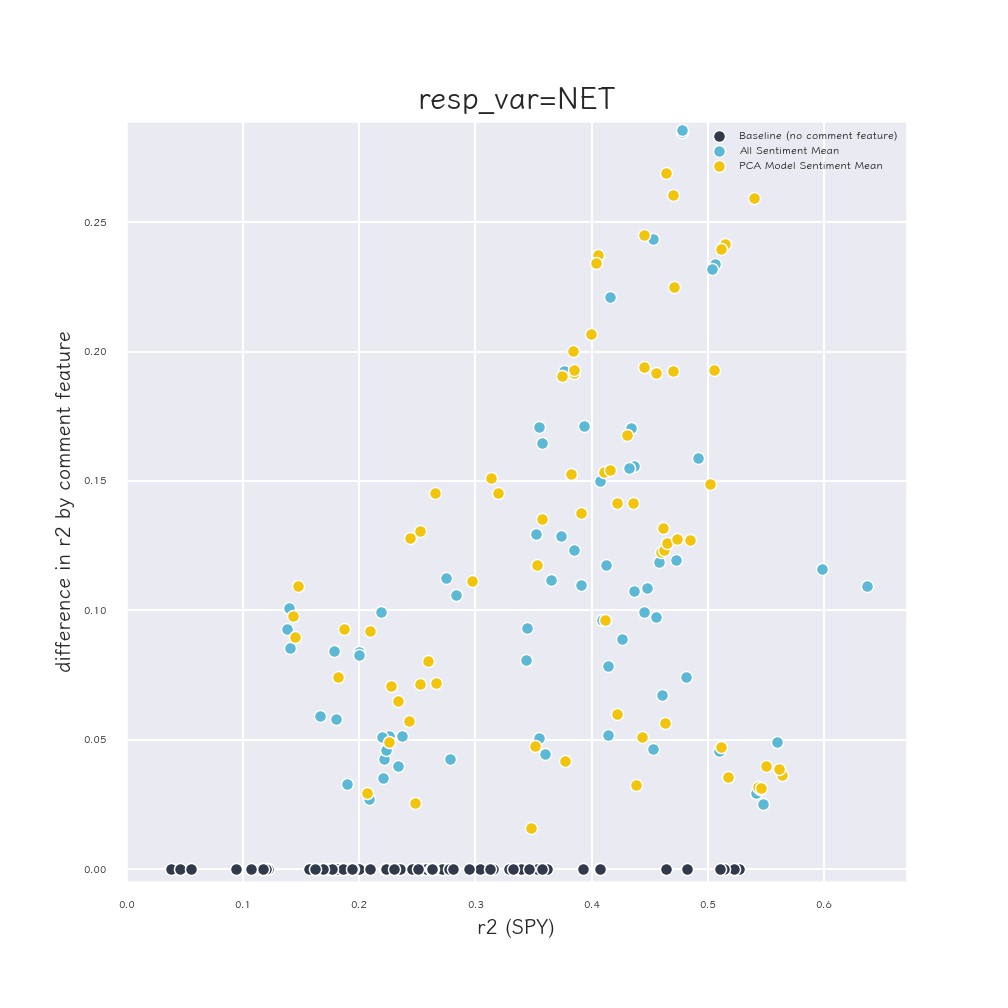 resp_var=NET
Baseline (no comment feature)
All Sentiment Mean
PCA Model Sentiment Mean
difference in r2 by comment feature
0.25
0.20
0.15
0.10
0.05
0.00
0.0 0.1 0.2 0.3 0.4 0.5 0.6
r2 (SPY)